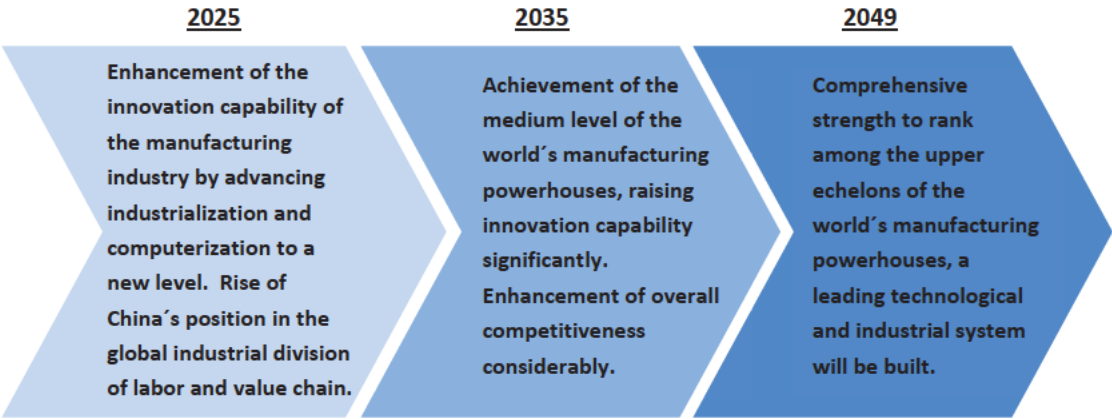 2025
Enhancement of the
innovation capability of
the manufacturing
industry by advancing
industrialization and
computerization to a
new level.  Rise of
China´s position in the
global industrial division
of labor and value chain.
2035
Achievement of the
medium level of the
world´s manufacturing
powerhouses, raising
innovation capability
significantly.
Enhancement of overall
competitiveness
considerably.
2049
Comprehensive
strength to rank
among the upper
echelons of the
world´s manufacturing
powerhouses, a
leading technological
and industrial system
will be built.